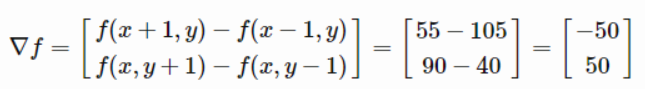 ∇f = [ f(x + 1, y) − f(x − 1, y) ] = [ 55 − 105 ] = [ −50 ]
[ f(x, y + 1) − f(x, y − 1) ] [ 90 − 40 ] [ 50 ]